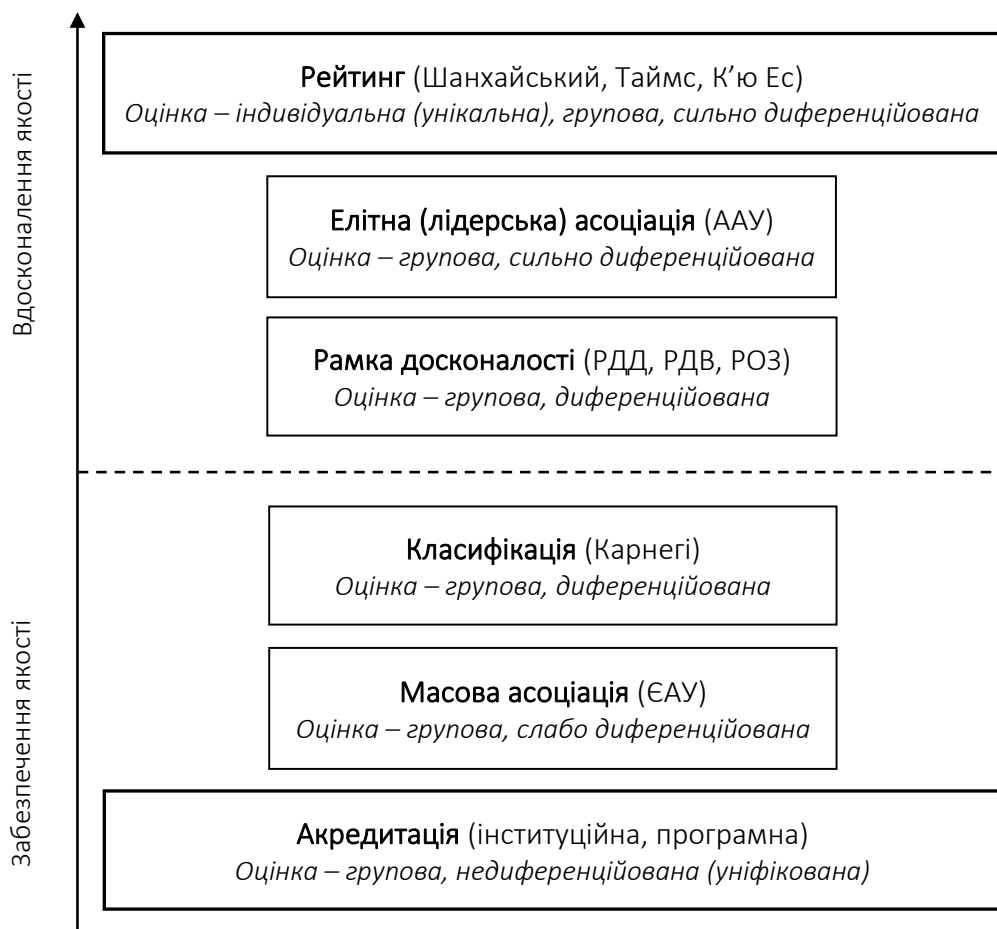 Вдосконалення якості
Рейтинг (Шанхайський, Таймс, К’ю Ес)
Оцінка – індивідуальна (унікальна), групова, сильно диференційована
Елітна (лідерська) асоціація (ААУ)
Оцінка – групова, сильно диференційована
Рамка досконалості (РДД, РДВ, РОЗ)
Оцінка – групова, диференційована
Забезпечення якості
Класифікація (Карнегі)
Оцінка – групова, диференційована
Масова асоціація (ЄАУ)
Оцінка – групова, слабо диференційована
Акредитація (інституційна, програмна)
Оцінка – групова, недиференційована (уніфікована)